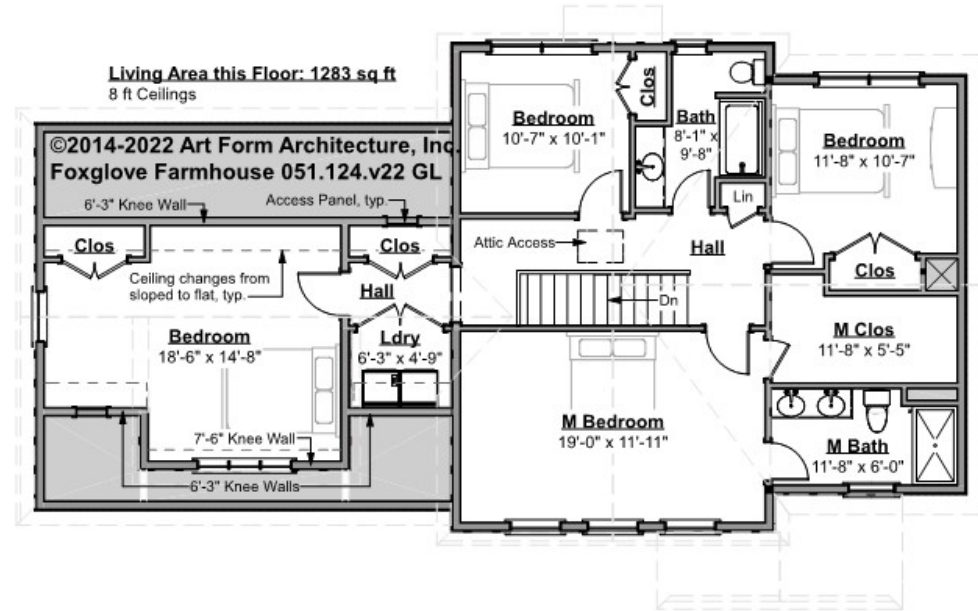 Living Area this Floor: 1283 sq ft
8 ft Ceilings
©2014-2022 Art Form Architecture, Inc.
Foxglove Farmhouse 051.124.v22 GL
6'-3" Knee Wall
Access Panel, typ.
Bedroom
10'-7" x 10'-1"
Clos
Bath
8'-1" x
9'-8"
Bedroom
11'-8" x 10'-7"
Lin
Clos
Clos
Attic Access
Hall
Clos
Ceiling changes from
sloped to flat, typ.
Hall
Dn
M Clos
11'-8" x 5'-5"
Bedroom
18'-6" x 14'-8"
Ldry
6'-3" x 4'-9"
M Bedroom
19'-0" x 11'-11"
M Bath
11'-8" x 6'-0"
7'-6" Knee Wall
6'-3" Knee Walls